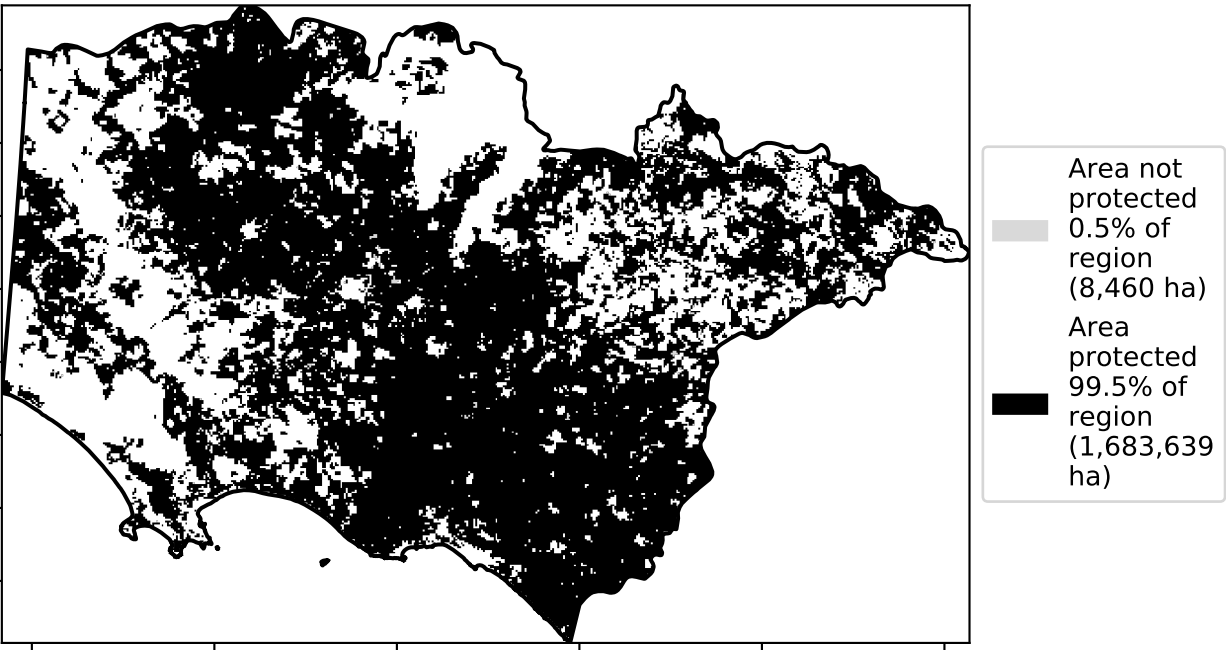 Area not
protected
0.5% of
region
(8,460 ha)
Area
protected
99.5% of
region
(1,683,639
ha)